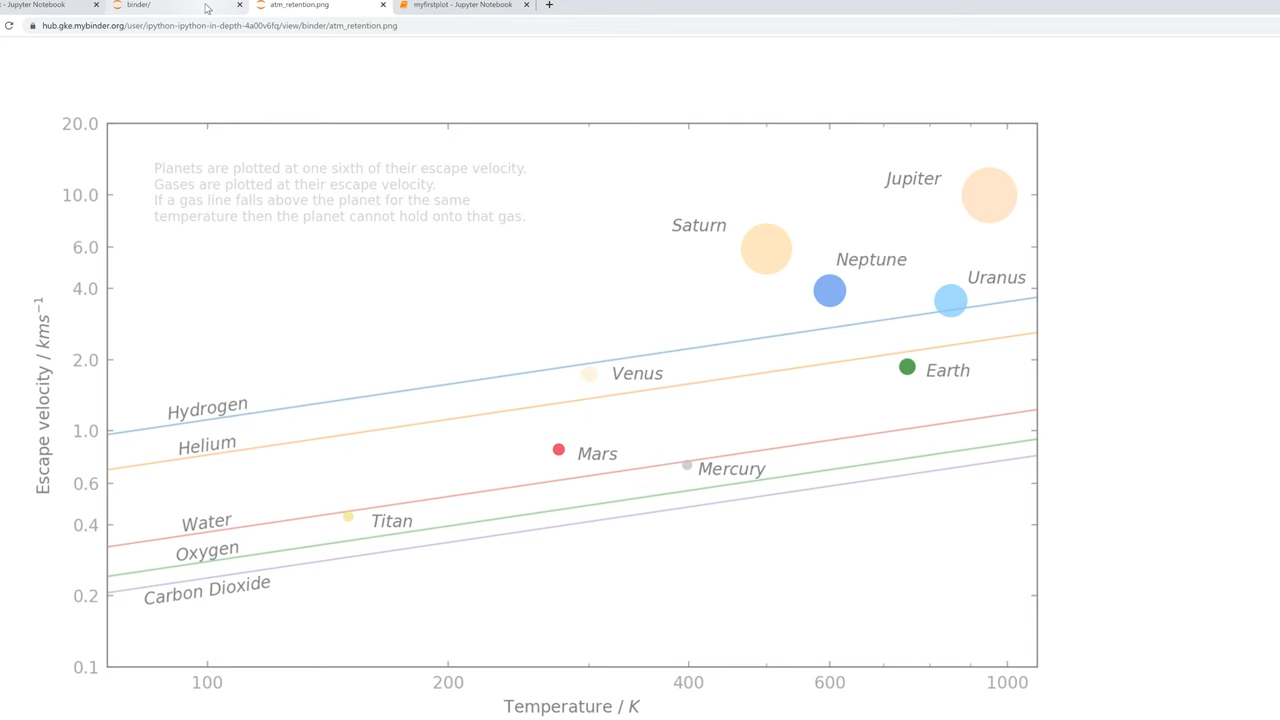 - Jupyter Notebook
binder/
atm_retention.png
myfirstplot - Jupyter Notebook
hub.gke.mybinder.org/user/ipython-ipython-in-depth-4a00v6fq/view/binder/atm_retention.png
Planets are plotted at one sixth of their escape velocity.
Gases are plotted at their escape velocity.
If a gas line falls above the planet for the same
temperature then the planet cannot hold onto that gas.
20.0
10.0
6.0
4.0
2.0
1.0
0.6
0.4
0.2
0.1
Escape velocity / kms⁻¹
Jupiter
Saturn
Neptune
Uranus
Venus
Earth
Hydrogen
Helium
Mars
Mercury
Water
Titan
Oxygen
Carbon Dioxide
100
200
400
600
1000
Temperature / K